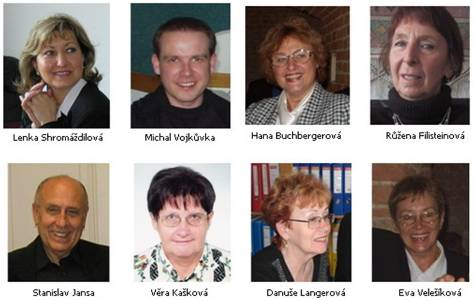 Lenka Shromáždilová
Michal Vojkůvka
Hana Buchbergerová
Růžena Filisteinová
Stanislav Jansa
Věra Kašková
Danuše Langerová
Eva Velešíková